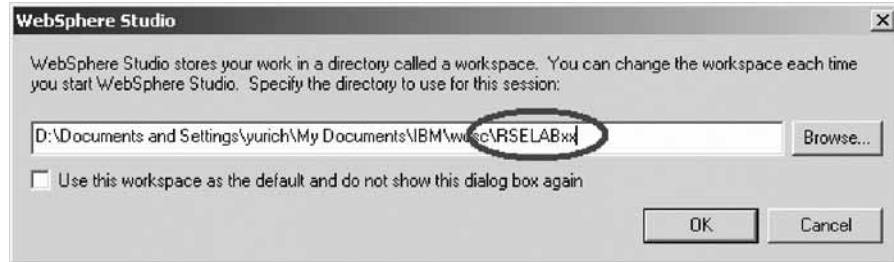 WebSphere Studio
WebSphere Studio stores your work in a directory called a workspace. You can change the workspace each time
you start WebSphere Studio. Specify the directory to use for this session:
D:\Documents and Settings\yurich\My Documents\IBM\wdsc\RSELABxx
Browse...
Use this workspace as the default and do not show this dialog box again
OK
Cancel